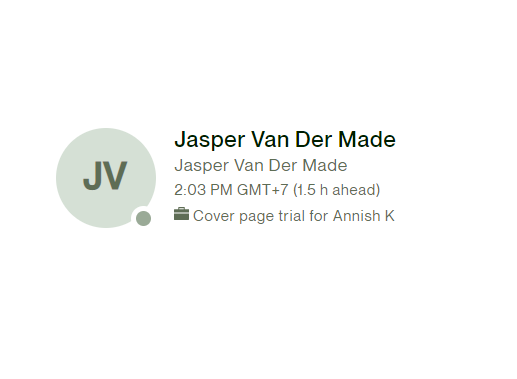 JV
Jasper Van Der Made
Jasper Van Der Made
2:03 PM GMT+7 (1.5 h ahead)
Cover page trial for Annish K